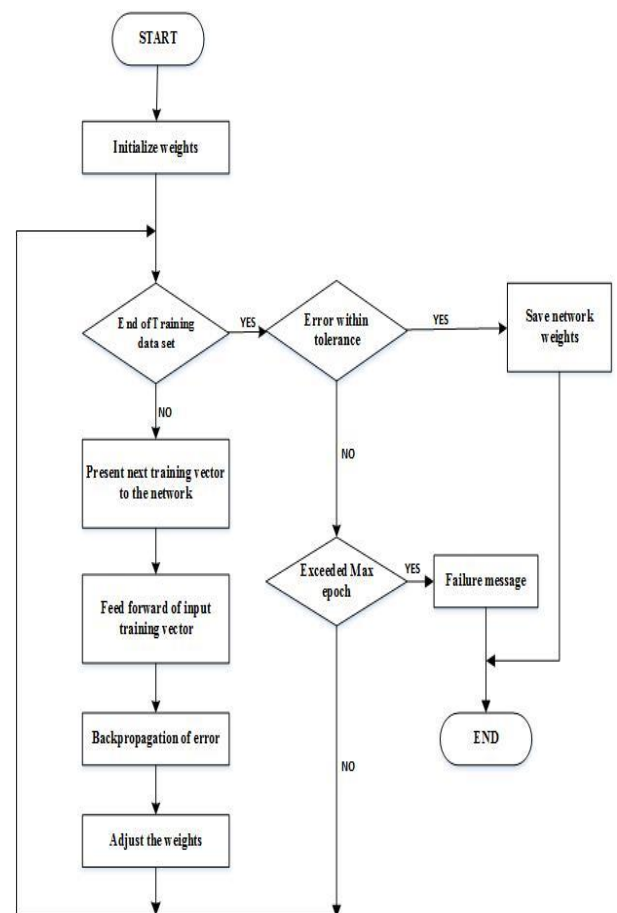 START
Initialize weights
End of Training
data set
YES
Error within
tolerance
YES
Save network
weights
NO
Present next training vector
to the network
NO
Exceeded Max
epoch
YES
Failure message
Feed forward of input
training vector
Backpropagation of error
END
NO
Adjust the weights